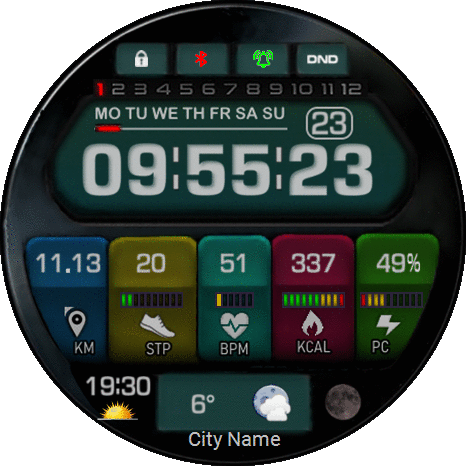 DND
1 2 3 4 5 6 7 8 9 10 11 12
MO TU WE TH FR SA SU
23
09:55:23
11.13 20 51 337 49%
KM STP BPM KCAL PC
19:30
6°
City Name